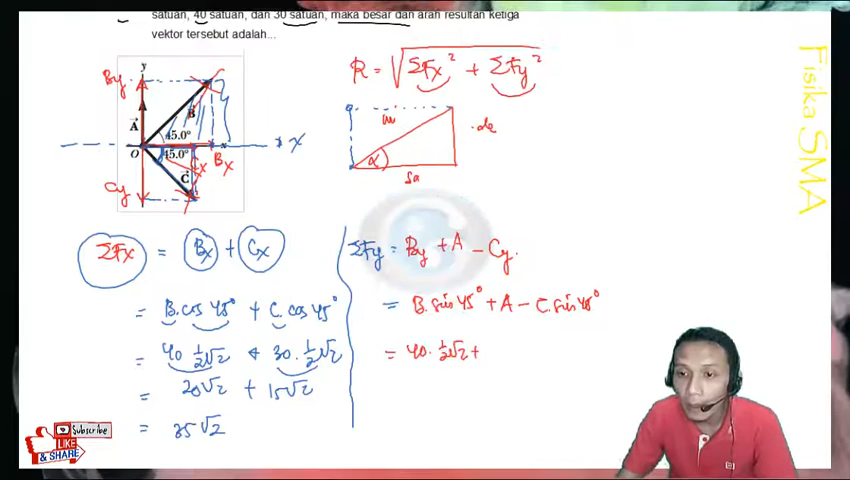 satuan, 40 satuan, dan 30 satuan, maka besar dan arah resultan ketiga
vektor tersebut adalah...
R = √ΣFx² + ΣFy²
Fisika SMA
By
y
C
A
B
45.0°
O
45.0°
Cx
Bx
x
C
Cy
mi
de
α
sa
ΣFx = Bx + Cx
= B.cos 45° + C.cos 45°
= 40 ½√2 + 30.½√2
= 20√2 + 15√2
= 35√2
ΣFy = By + A - Cy.
= B.sin 45° + A - C.sin 45°
= 40.½√2 +
Subscribe
LIKE
& SHARE